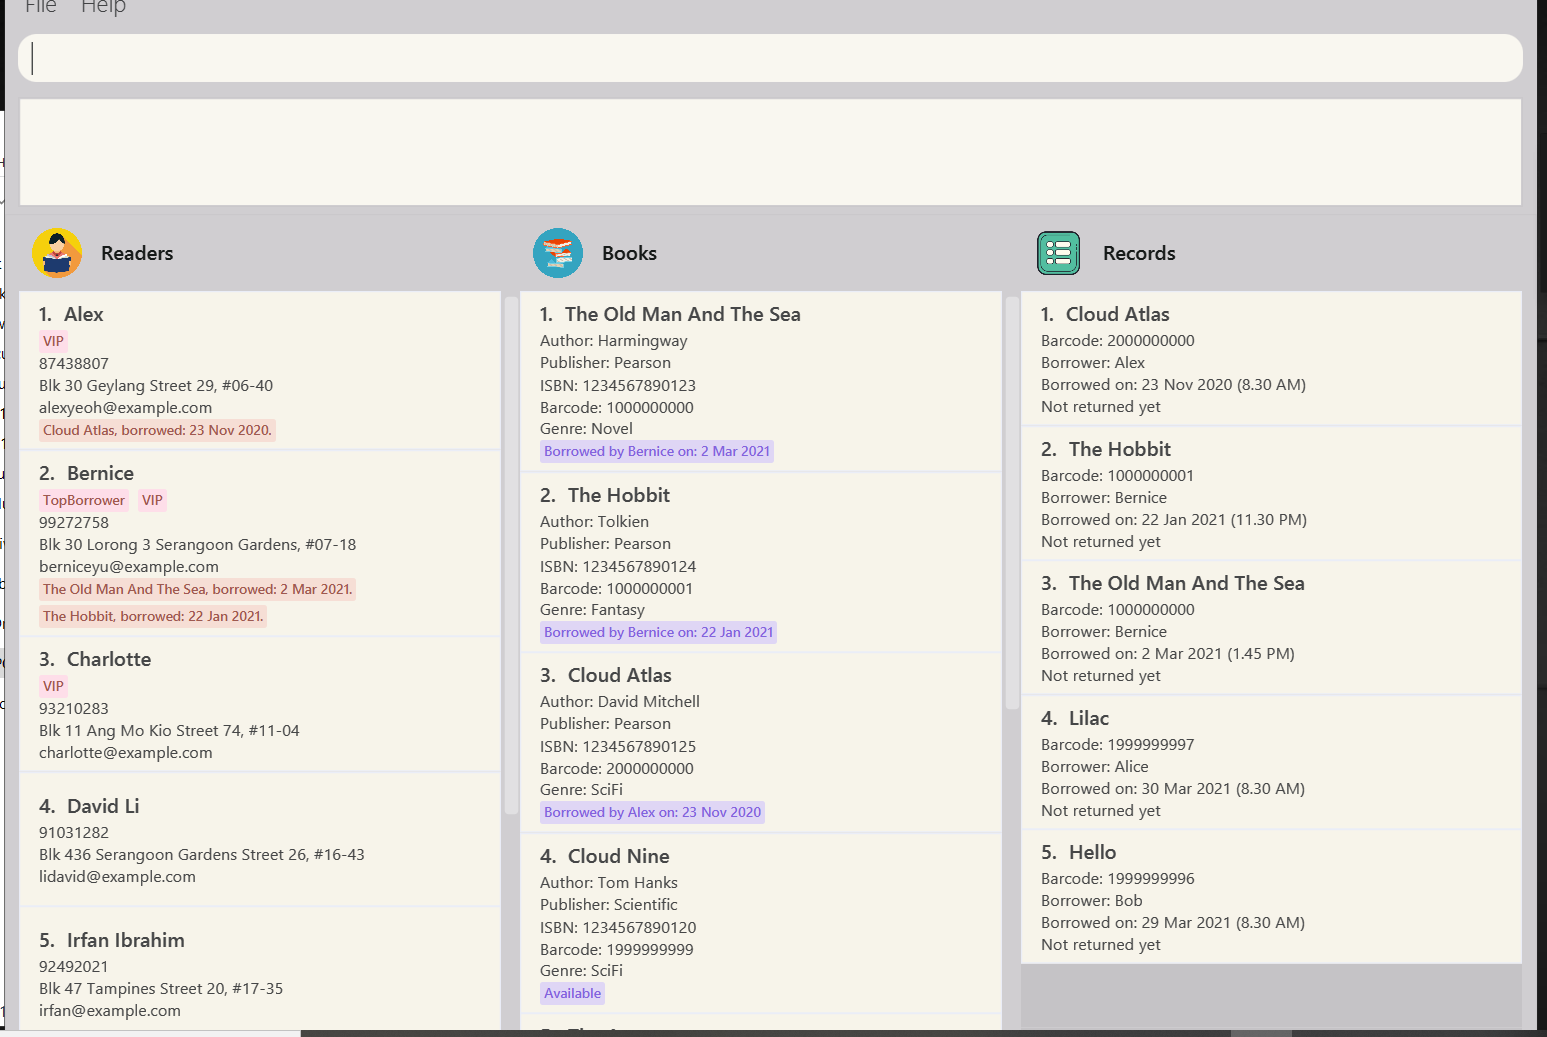 File Help
Readers
1. Alex
VIP
87438807
Blk 30 Geylang Street 29, #06-40
alexyeoh@example.com
Cloud Atlas, borrowed: 23 Nov 2020.
2. Bernice
TopBorrower VIP
99272758
Blk 30 Lorong 3 Serangoon Gardens, #07-18
berniceyu@example.com
The Old Man And The Sea, borrowed: 2 Mar 2021.
The Hobbit, borrowed: 22 Jan 2021.
3. Charlotte
VIP
93210283
Blk 11 Ang Mo Kio Street 74, #11-04
charlotte@example.com
4. David Li
91031282
Blk 436 Serangoon Gardens Street 26, #16-43
lidavid@example.com
5. Irfan Ibrahim
92492021
Blk 47 Tampines Street 20, #17-35
irfan@example.com
Books
1. The Old Man And The Sea
Author: Harmingway
Publisher: Pearson
ISBN: 1234567890123
Barcode: 1000000000
Genre: Novel
Borrowed by Bernice on: 2 Mar 2021
2. The Hobbit
Author: Tolkien
Publisher: Pearson
ISBN: 1234567890124
Barcode: 1000000001
Genre: Fantasy
Borrowed by Bernice on: 22 Jan 2021
3. Cloud Atlas
Author: David Mitchell
Publisher: Pearson
ISBN: 1234567890125
Barcode: 2000000000
Genre: SciFi
Borrowed by Alex on: 23 Nov 2020
4. Cloud Nine
Author: Tom Hanks
Publisher: Scientific
ISBN: 1234567890120
Barcode: 1999999999
Genre: SciFi
Available
Records
1. Cloud Atlas
Barcode: 2000000000
Borrower: Alex
Borrowed on: 23 Nov 2020 (8.30 AM)
Not returned yet
2. The Hobbit
Barcode: 1000000001
Borrower: Bernice
Borrowed on: 22 Jan 2021 (11.30 PM)
Not returned yet
3. The Old Man And The Sea
Barcode: 1000000000
Borrower: Bernice
Borrowed on: 2 Mar 2021 (1.45 PM)
Not returned yet
4. Lilac
Barcode: 1999999997
Borrower: Alice
Borrowed on: 30 Mar 2021 (8.30 AM)
Not returned yet
5. Hello
Barcode: 1999999996
Borrower: Bob
Borrowed on: 29 Mar 2021 (8.30 AM)
Not returned yet